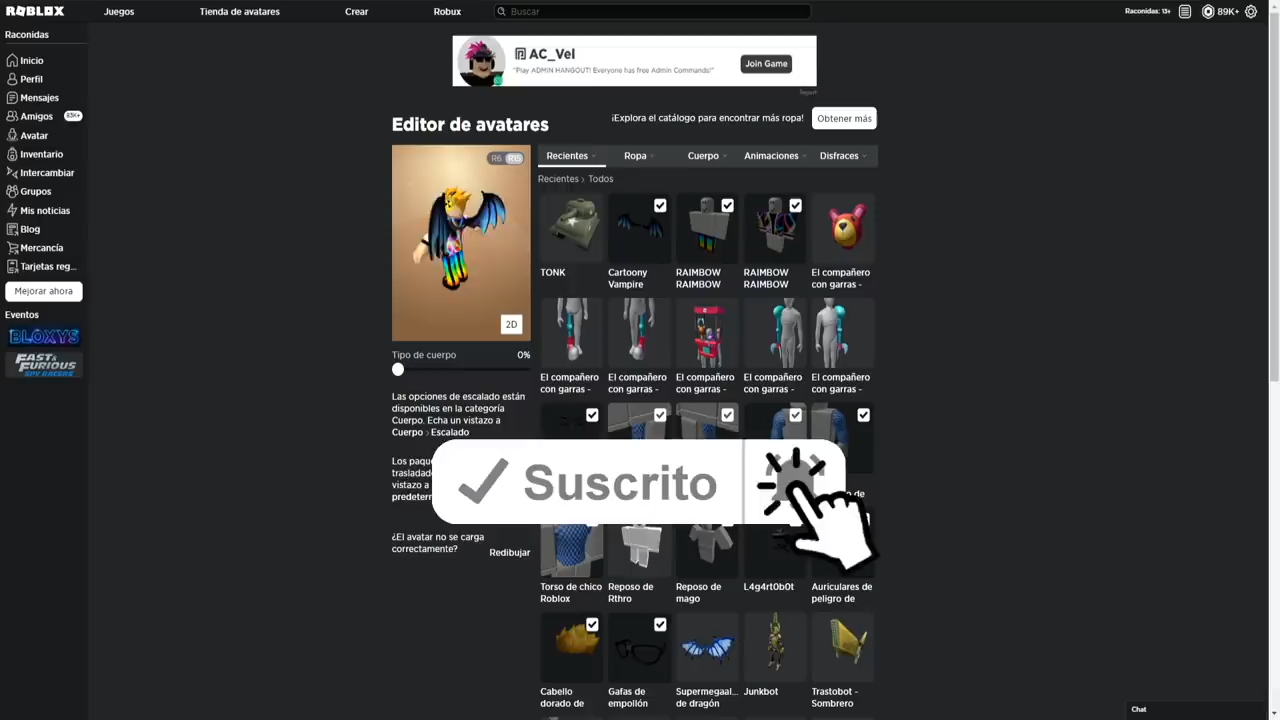 ROBLOX
Juegos
Tienda de avatares
Crear
Robux
Buscar
Raconidas: 13+
89K+
Raconidas
Inicio
Perfil
Mensajes
Amigos
83K+
Avatar
Inventario
Intercambiar
Grupos
Mis noticias
Blog
Mercancía
Tarjetas reg...
Mejorar ahora
Eventos
BLOXYS
FAST & FURIOUS
SPY RACERS
AC_Vel
"Play ADMIN HANGOUT! Everyone has free Admin Commands!"
Join Game
Report
Editor de avatares
¡Explora el catálogo para encontrar más ropa!
Obtener más
R6 R15
2D
Tipo de cuerpo
0%
Las opciones de escalado están
disponibles en la categoría
Cuerpo. Echa un vistazo a
Cuerpo > Escalado
Los paqu
traslado
vistazo a
predetern
¿El avatar no se carga
correctamente?
Redibujar
Recientes
Ropa
Cuerpo
Animaciones
Disfraces
Recientes > Todos
TONK
Cartoony
Vampire
RAIMBOW
RAIMBOW
RAIMBOW
RAIMBOW
El compañero
con garras -
El compañero
con garras -
El compañero
con garras -
El compañero
con garras -
El compañero
con garras -
El compañero
con garras -
Suscrito
de
Torso de chico
Roblox
Reposo de
Rthro
Reposo de
mago
L4g4rt0b0t
Auriculares de
peligro de
Cabello
dorado de
Gafas de
empollón
Supermegaal...
de dragón
Junkbot
Trastobot -
Sombrero
Chat